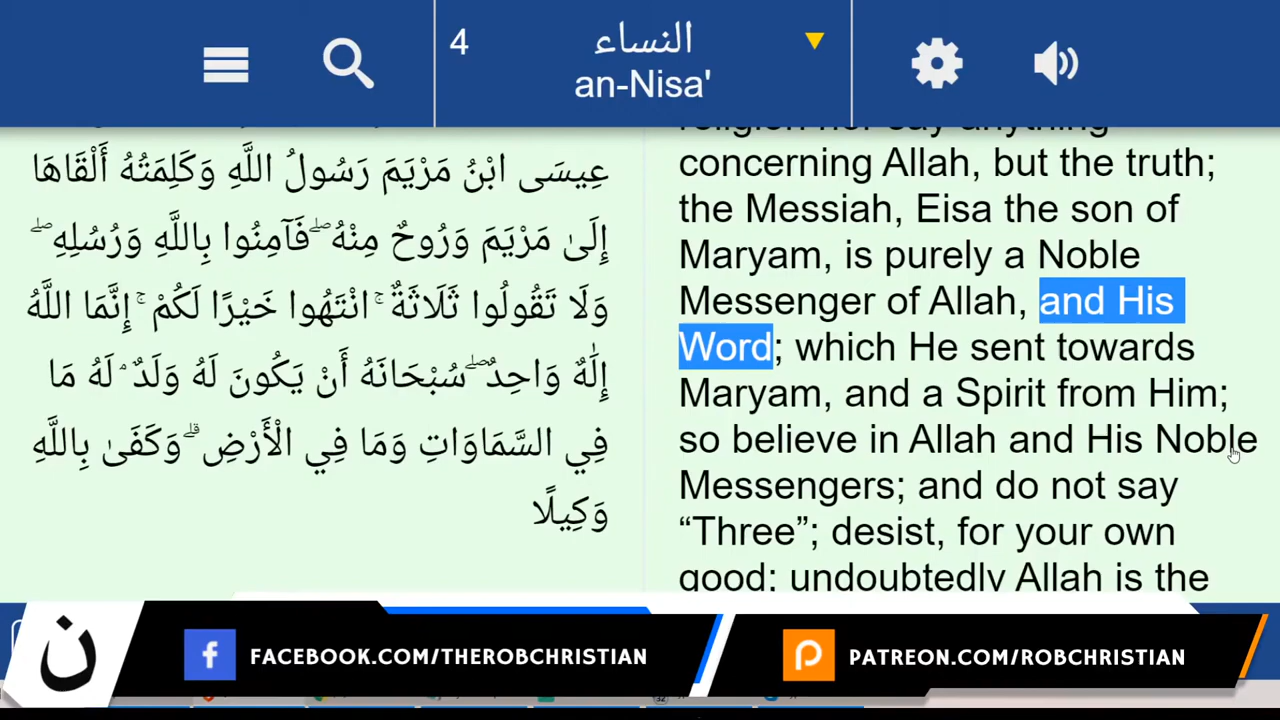 4
النساء
an-Nisa'
عِيسَى ابْنُ مَرْيَمَ رَسُولُ اللَّهِ وَكَلِمَتُهُ أَلْقَاهَا
إِلَىٰ مَرْيَمَ وَرُوحٌ مِنْهُ ۖ فَآمِنُوا بِاللَّهِ وَرُسُلِهِ ۖ
وَلَا تَقُولُوا ثَلَاثَةٌ ۚ انْتَهُوا خَيْرًا لَكُمْ ۚ إِنَّمَا اللَّهُ
إِلَٰهٌ وَاحِدٌ ۖ سُبْحَانَهُ أَنْ يَكُونَ لَهُ وَلَدٌ ۘ لَهُ مَا
فِي السَّمَاوَاتِ وَمَا فِي الْأَرْضِ ۗ وَكَفَىٰ بِاللَّهِ
وَكِيلًا
religion nor say anything
concerning Allah, but the truth;
the Messiah, Eisa the son of
Maryam, is purely a Noble
Messenger of Allah, and His
Word; which He sent towards
Maryam, and a Spirit from Him;
so believe in Allah and His Noble
Messengers; and do not say
“Three”; desist, for your own
good; undoubtedly Allah is the
ن
FACEBOOK.COM/THEROBCHRISTIAN
PATREON.COM/ROBCHRISTIAN